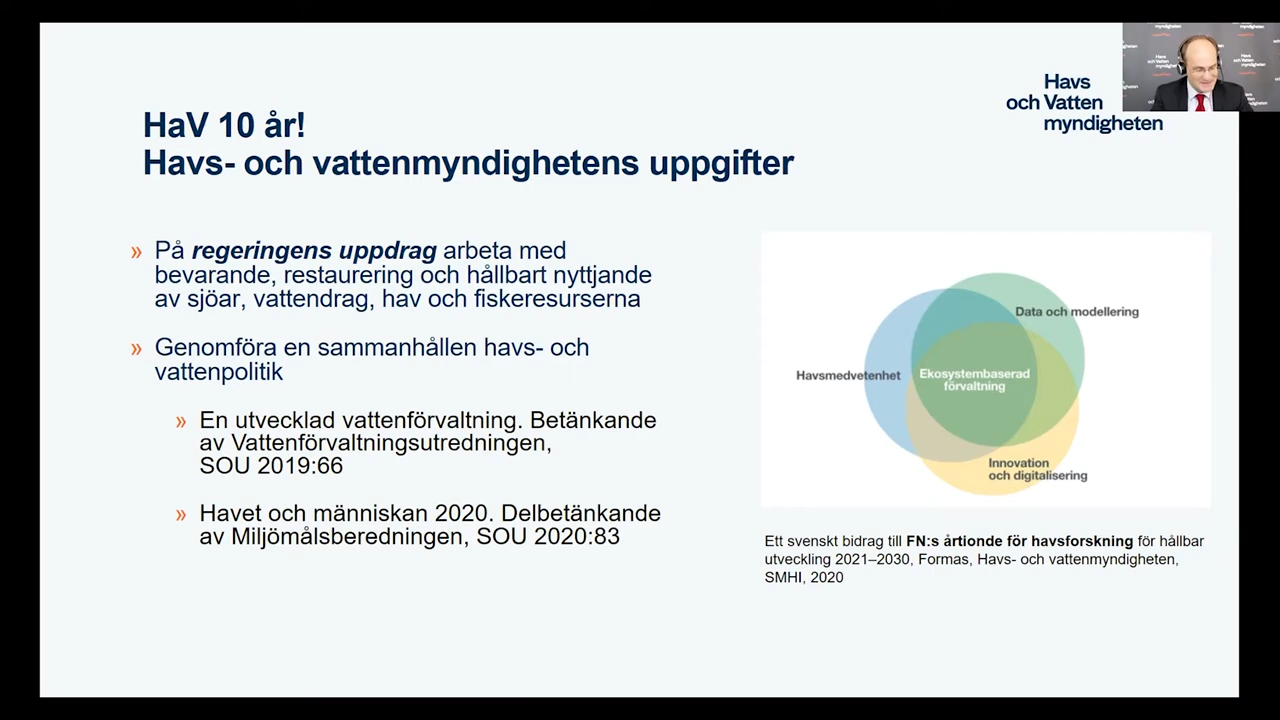 HaV 10 år!
Havs- och vattenmyndighetens uppgifter
Havs
och Vatten
myndigheten
» På regeringens uppdrag arbeta med
bevarande, restaurering och hållbart nyttjande
av sjöar, vattendrag, hav och fiskeresurserna
» Genomföra en sammanhållen havs- och
vattenpolitik
» En utvecklad vattenförvaltning. Betänkande
av Vattenförvaltningsutredningen,
SOU 2019:66
» Havet och människan 2020. Delbetänkande
av Miljömålsberedningen, SOU 2020:83
Data och modellering
Havsmedvetenhet
Ekosystembaserad
förvaltning
Innovation
och digitalisering
Ett svenskt bidrag till FN:s årtionde för havsforskning för hållbar
utveckling 2021–2030, Formas, Havs- och vattenmyndigheten,
SMHI, 2020